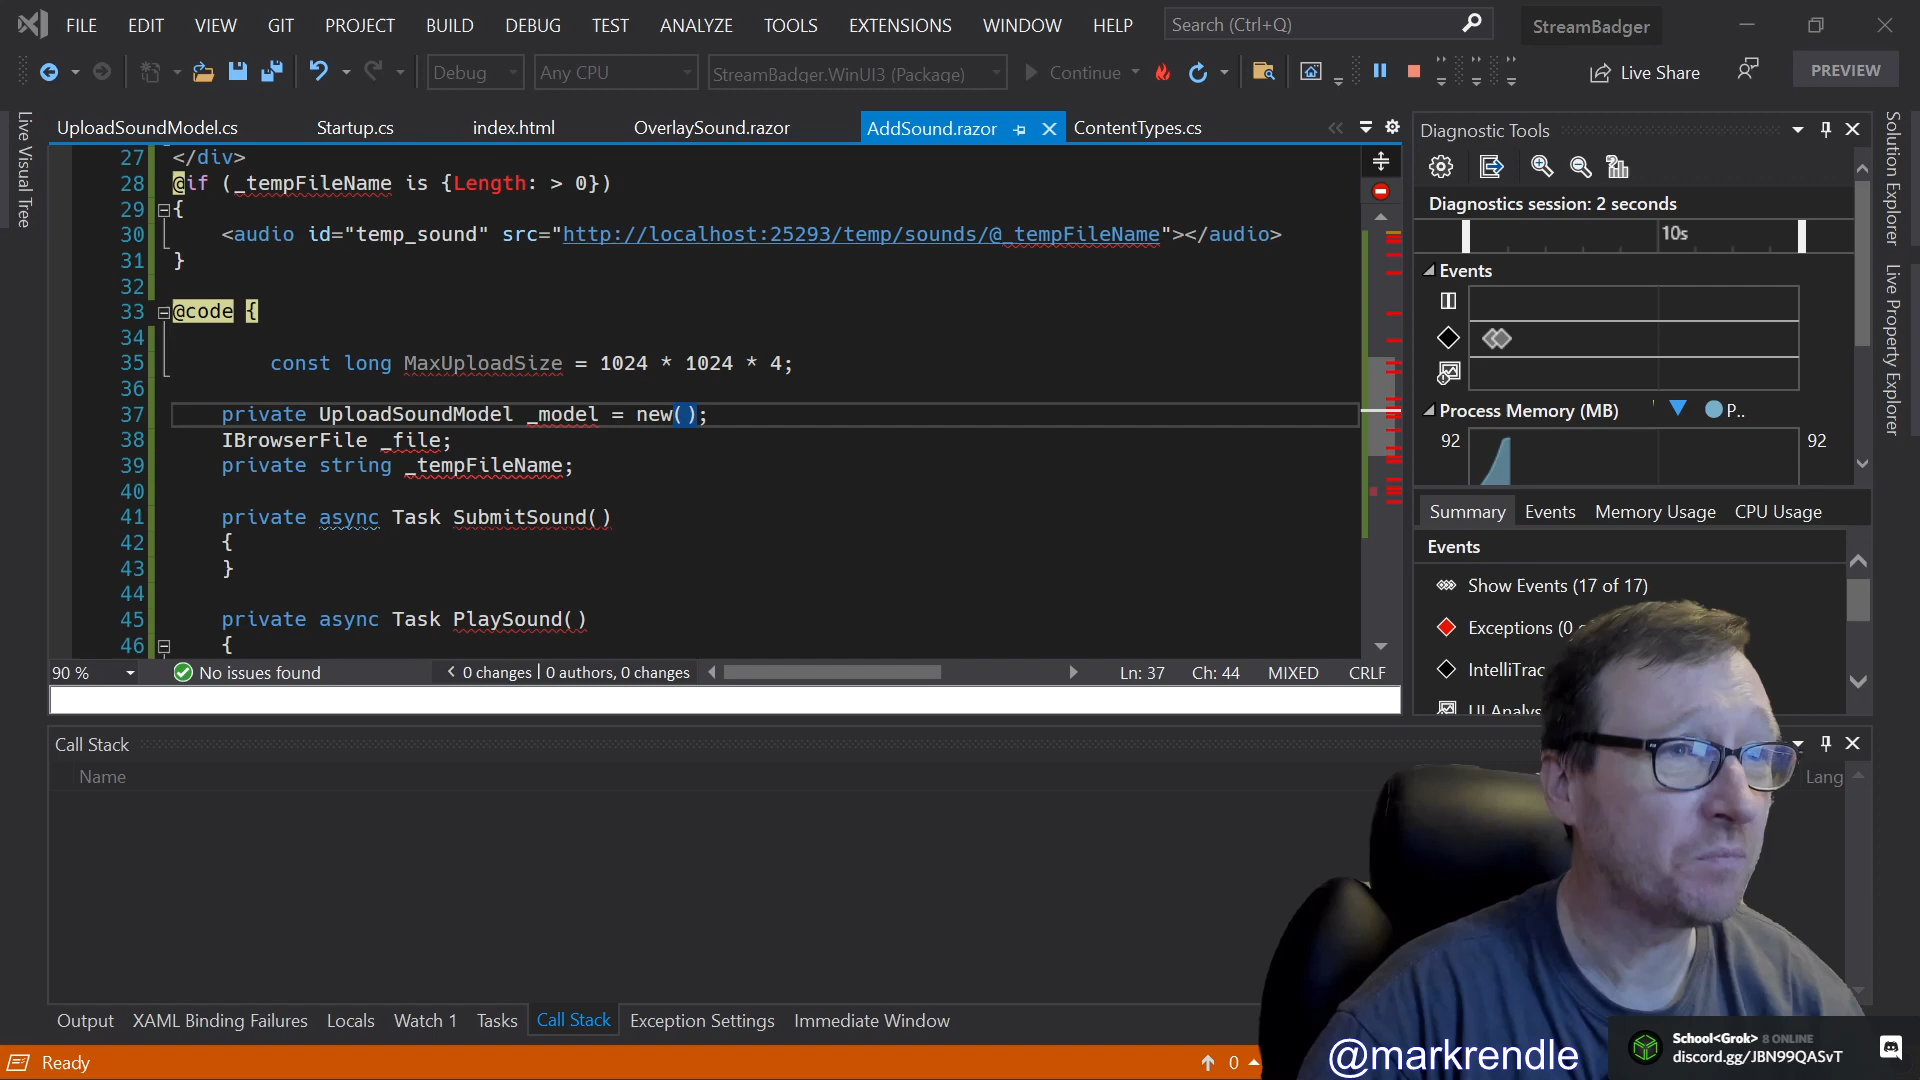 FILE EDIT VIEW GIT PROJECT BUILD DEBUG TEST ANALYZE TOOLS EXTENSIONS WINDOW HELP Search (Ctrl+Q) StreamBadger
Debug Any CPU StreamBadger.WinUI3 (Package) Continue Live Share PREVIEW
Live Visual Tree
UploadSoundModel.cs Startup.cs index.html OverlaySound.razor AddSound.razor ContentTypes.cs
27 </div>
28 @if (_tempFileName is {Length: > 0})
29 {
30 <audio id="temp_sound" src="http://localhost:25293/temp/sounds/@_tempFileName"></audio>
31 }
32
33 @code {
34
35 const long MaxUploadSize = 1024 * 1024 * 4;
36
37 private UploadSoundModel _model = new();
38 IBrowserFile _file;
39 private string _tempFileName;
40
41 private async Task SubmitSound()
42 {
43 }
44
45 private async Task PlaySound()
46 {
90 % No issues found 0 changes | 0 authors, 0 changes Ln: 37 Ch: 44 MIXED CRLF
Diagnostic Tools
Diagnostics session: 2 seconds
10s
Events
Process Memory (MB) P..
92 92
Summary Events Memory Usage CPU Usage
Events
Show Events (17 of 17)
Exceptions (0
IntelliTrac
UI Analys
Solution Explorer
Live Property Explorer
Call Stack
Name Lang
Output XAML Binding Failures Locals Watch 1 Tasks Call Stack Exception Settings Immediate Window
Ready 0
@markrendle
School<Grok> 8 ONLINE
discord.gg/JBN99QASvT